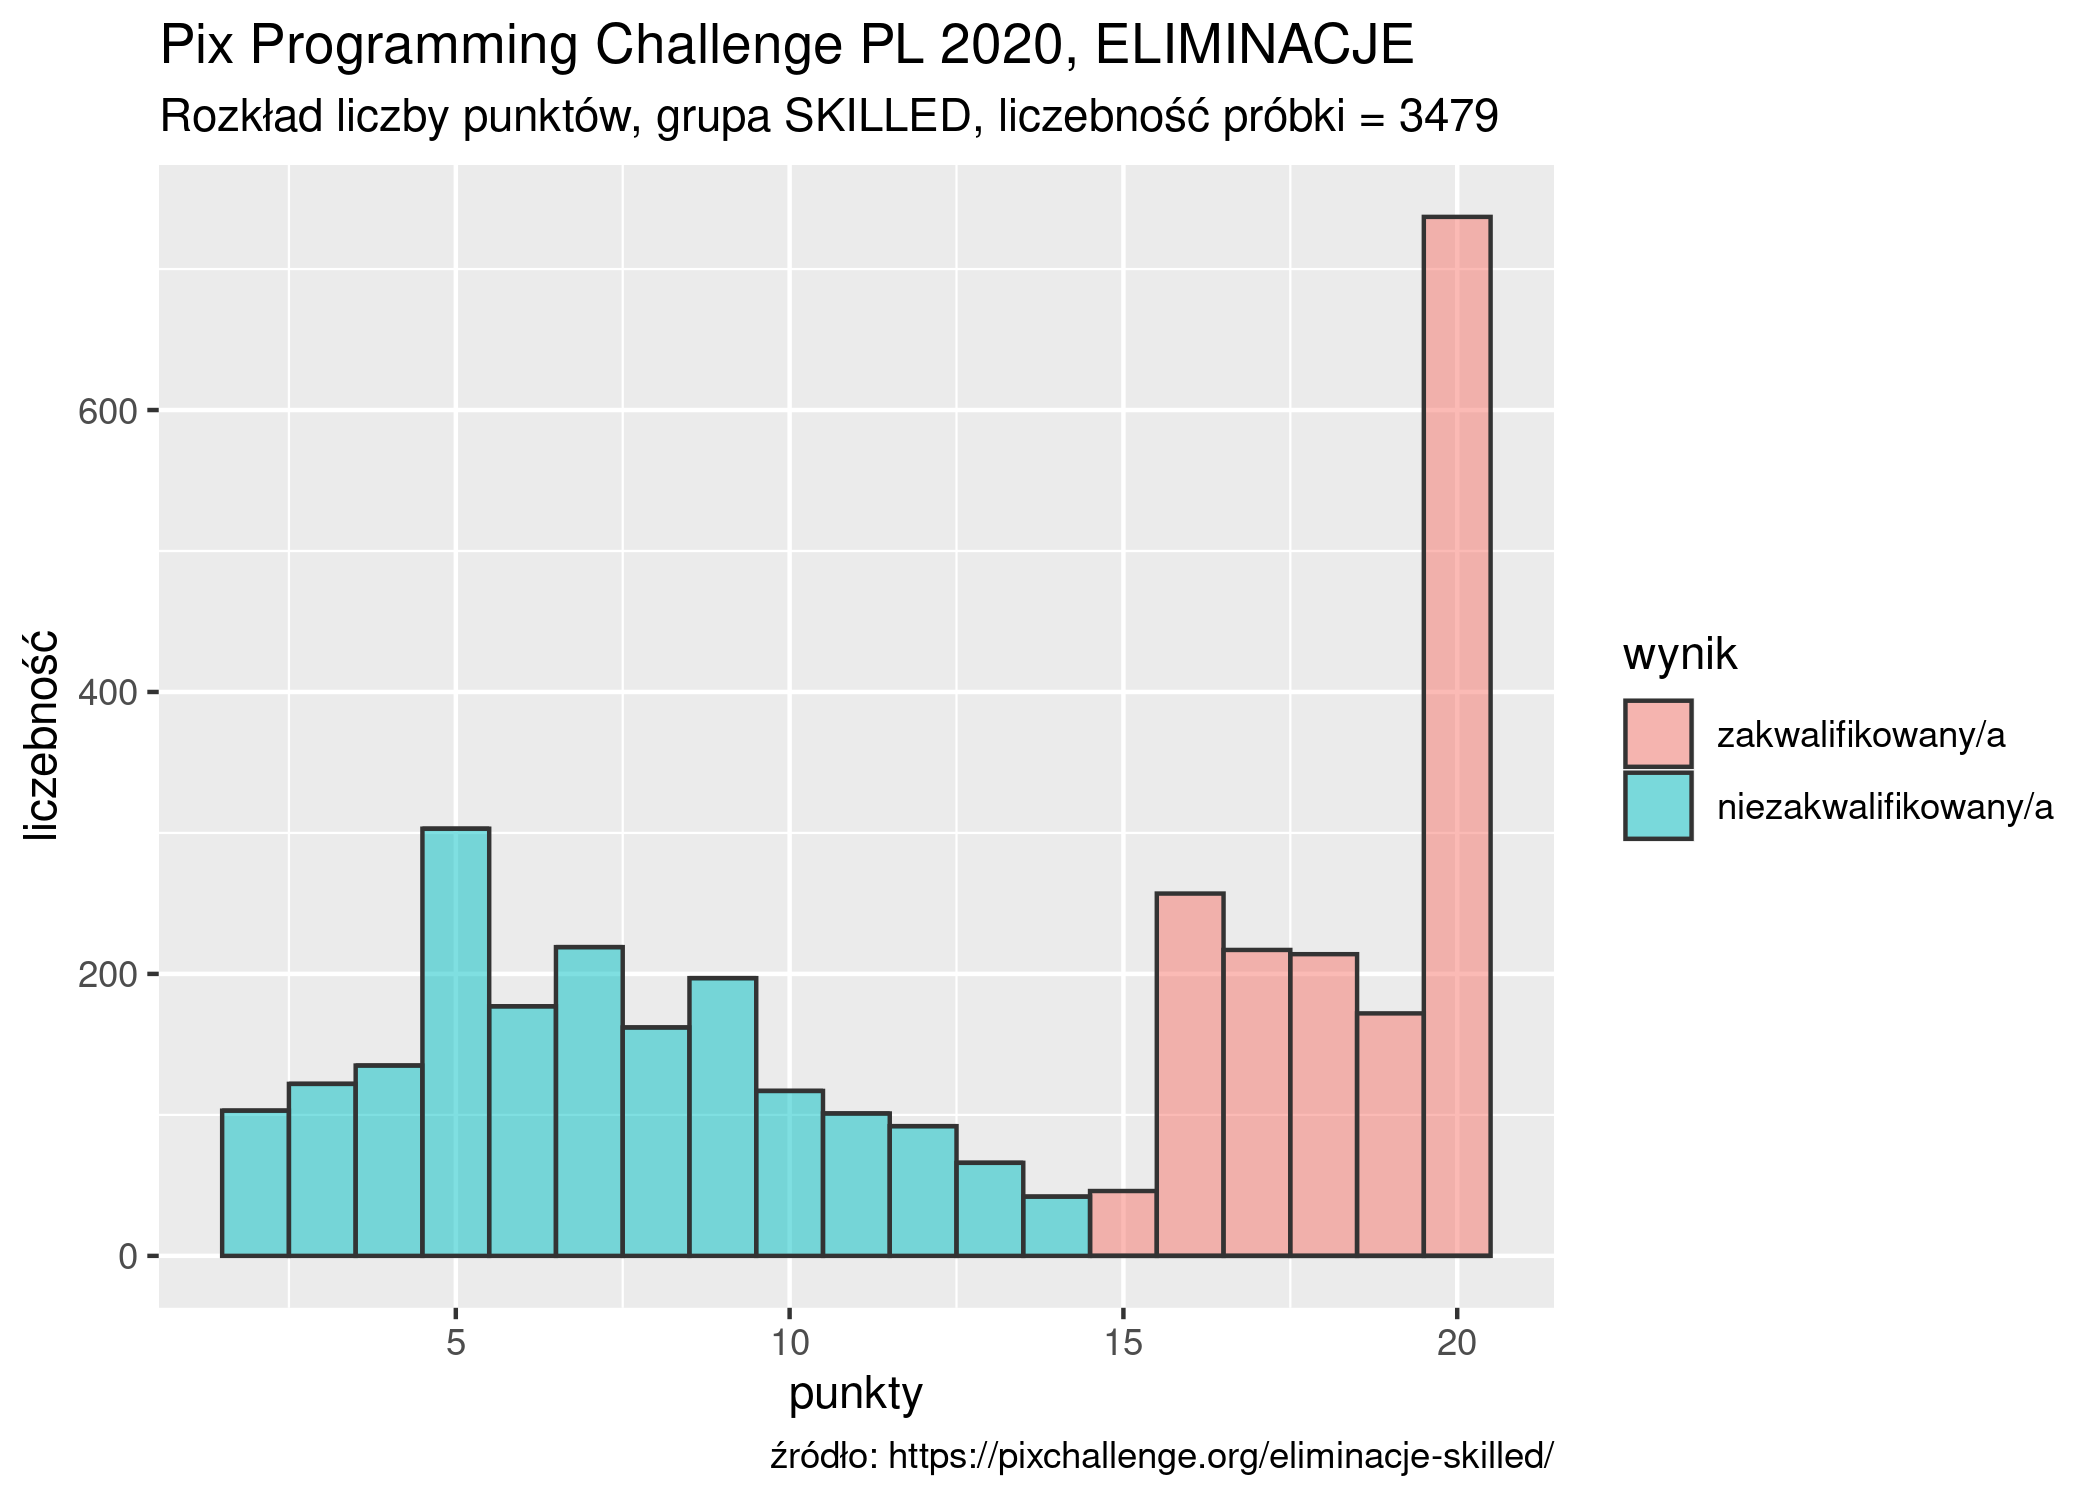 Pix Programming Challenge PL 2020, ELIMINACJE
Rozkład liczby punktów, grupa SKILLED, liczebność próbki = 3479
liczebność
600
400
200
0
5 10 15 20
punkty
wynik
zakwalifikowany/a
niezakwalifikowany/a
źródło: https://pixchallenge.org/eliminacje-skilled/